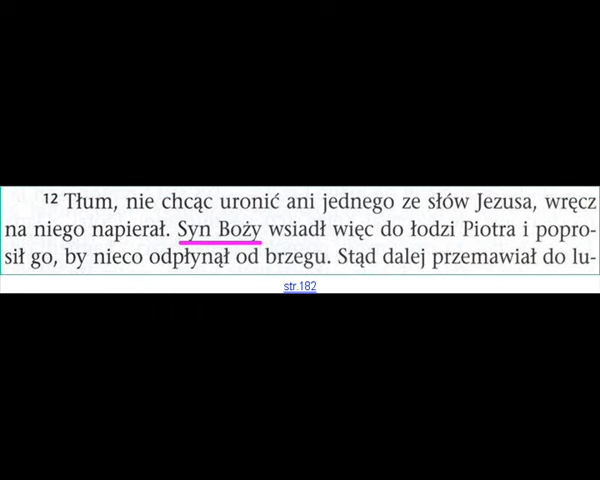 12 Tłum, nie chcąc uronić ani jednego ze słów Jezusa, wręcz
na niego napierał. Syn Boży wsiadł więc do łodzi Piotra i popro-
sił go, by nieco odpłynął od brzegu. Stąd dalej przemawiał do lu-
str.182